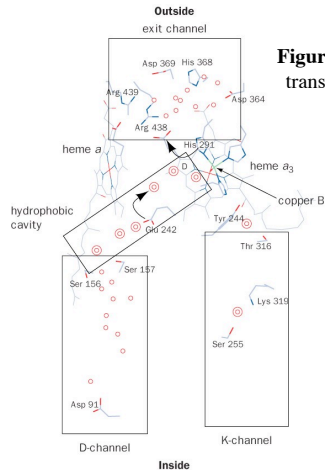 Outside
exit channel
Figur
trans
Asp 369
His 368
Arg 439
Asp 364
Arg 438
His 291
heme a
D
heme a3
copper B
hydrophobic
cavity
Tyr 244
Glu 242
Thr 316
Ser 157
Ser 156
Lys 319
Ser 255
Asp 91
D-channel
K-channel
Inside